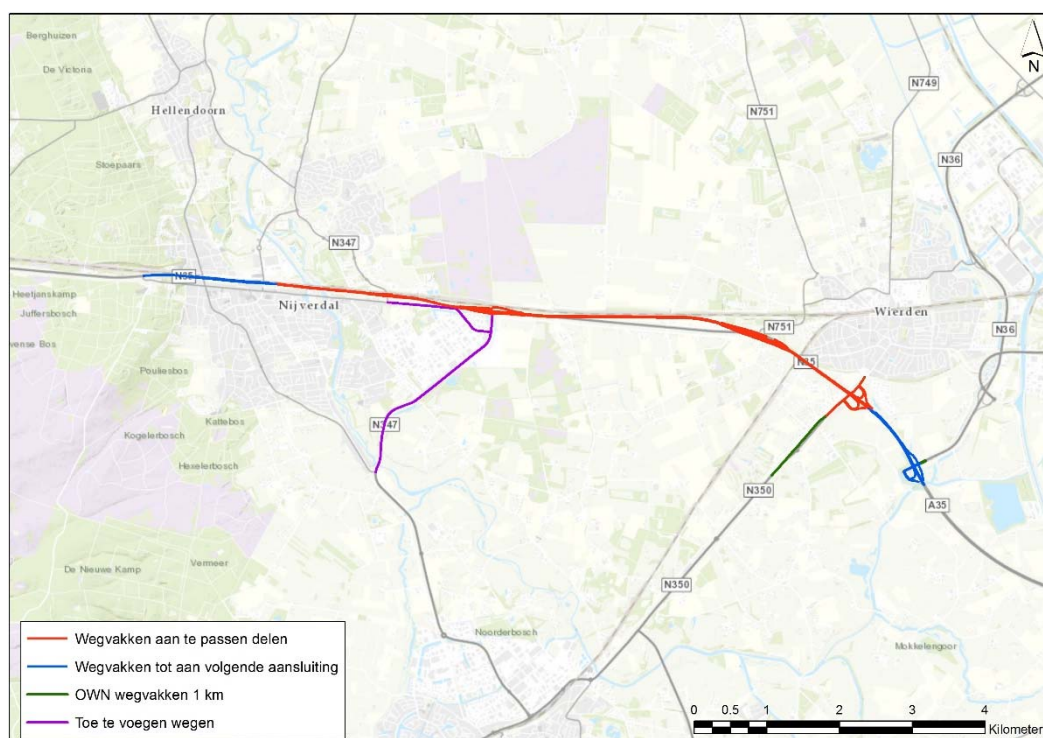 Berghuizen
De Victoria
Hellendoorn
Stoepaars
N751
N749
N36
N
N347
N35
Heetjanskamp
Juffersbosch
Nijverdal
N751
Wierden
N36
vense Bos
Pouliesbos
N35
Kattebos
N347
Kogelerbosch
Hexelerbosch
N350
A35
De Nieuwe Kamp
Vermeer
N350
Noorderbosch
Mokkelengoor
Wegvakken aan te passen delen
Wegvakken tot aan volgende aansluiting
OWN wegvakken 1 km
Toe te voegen wegen
0 0.5 1 2 3 4
Kilometer